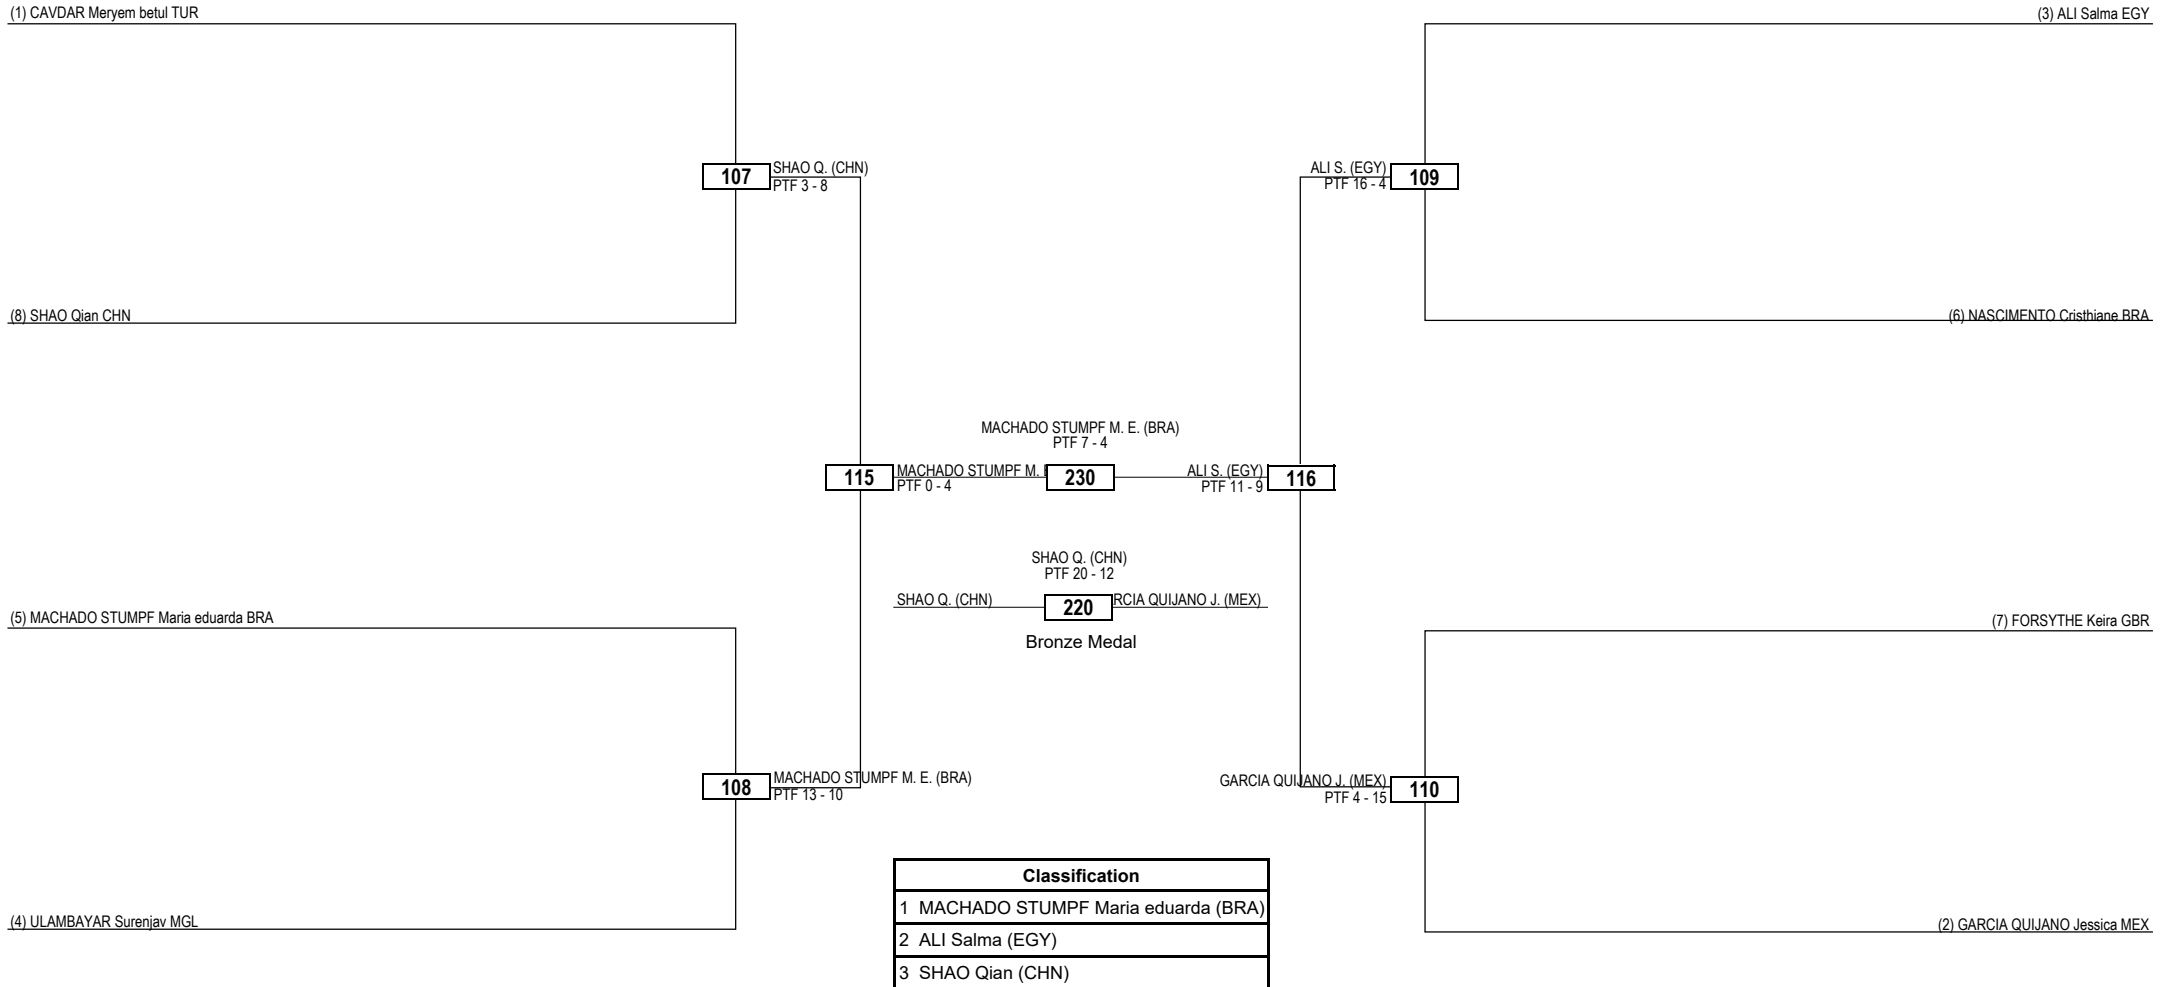 (1) CAVDAR Meryem betul TUR
(3) ALI Salma EGY
107
SHAO Q. (CHN)
PTF 3 - 8
ALI S. (EGY)
PTF 16 - 4
109
(8) SHAO Qian CHN
(6) NASCIMENTO Cristhiane BRA
MACHADO STUMPF M. E. (BRA)
PTF 7 - 4
115
MACHADO STUMPF M.
PTF 0 - 4
230
ALI S. (EGY)
PTF 11 - 9
116
SHAO Q. (CHN)
PTF 20 - 12
SHAO Q. (CHN)
220
RCIA QUIJANO J. (MEX)
Bronze Medal
(5) MACHADO STUMPF Maria eduarda BRA
(7) FORSYTHE Keira GBR
108
MACHADO STUMPF M. E. (BRA)
PTF 13 - 10
GARCIA QUIJANO J. (MEX)
PTF 4 - 15
110
(4) ULAMBAYAR Surenjav MGL
(2) GARCIA QUIJANO Jessica MEX
Classification
1 MACHADO STUMPF Maria eduarda (BRA)
2 ALI Salma (EGY)
3 SHAO Qian (CHN)